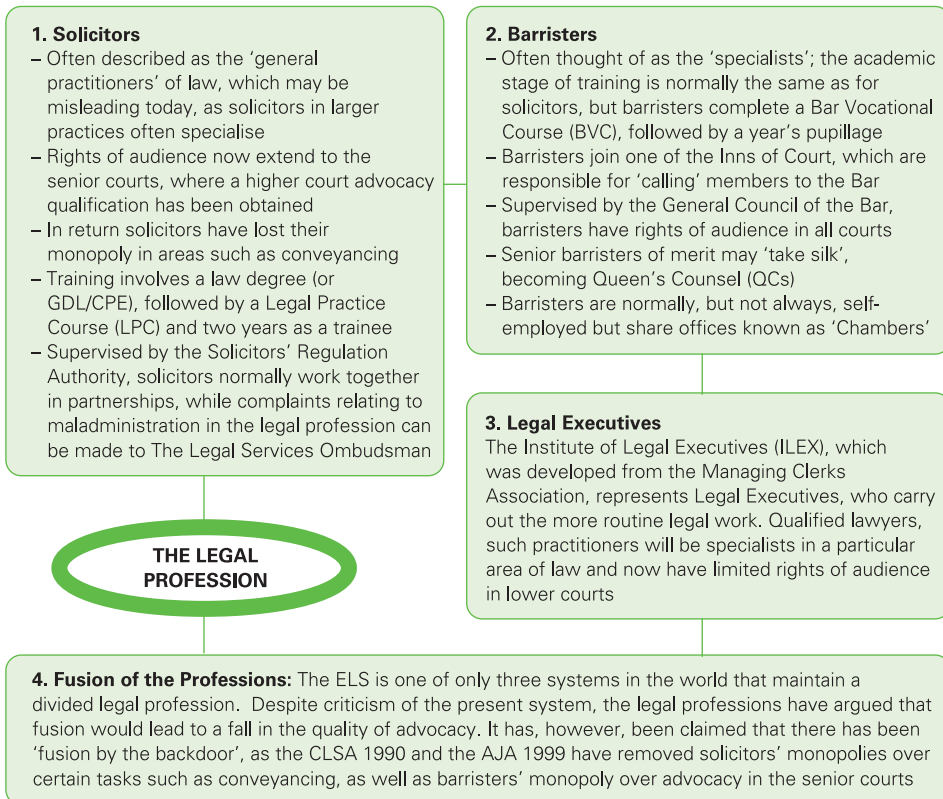 1. Solicitors
– Often described as the ‘general
practitioners’ of law, which may be
misleading today, as solicitors in larger
practices often specialise
– Rights of audience now extend to the
senior courts, where a higher court advocacy
qualification has been obtained
– In return solicitors have lost their
monopoly in areas such as conveyancing
– Training involves a law degree (or
GDL/CPE), followed by a Legal Practice
Course (LPC) and two years as a trainee
– Supervised by the Solicitors’ Regulation
Authority, solicitors normally work together
in partnerships, while complaints relating to
maladministration in the legal profession can
be made to The Legal Services Ombudsman
2. Barristers
– Often thought of as the ‘specialists’; the academic
stage of training is normally the same as for
solicitors, but barristers complete a Bar Vocational
Course (BVC), followed by a year’s pupillage
– Barristers join one of the Inns of Court, which are
responsible for ‘calling’ members to the Bar
– Supervised by the General Council of the Bar,
barristers have rights of audience in all courts
– Senior barristers of merit may ‘take silk’,
becoming Queen’s Counsel (QCs)
– Barristers are normally, but not always, self-
employed but share offices known as ‘Chambers’
3. Legal Executives
The Institute of Legal Executives (ILEX), which
was developed from the Managing Clerks
Association, represents Legal Executives, who carry
out the more routine legal work. Qualified lawyers,
such practitioners will be specialists in a particular
area of law and now have limited rights of audience
in lower courts
THE LEGAL
PROFESSION
4. Fusion of the Professions: The ELS is one of only three systems in the world that maintain a
divided legal profession. Despite criticism of the present system, the legal professions have argued that
fusion would lead to a fall in the quality of advocacy. It has, however, been claimed that there has been
‘fusion by the backdoor’, as the CLSA 1990 and the AJA 1999 have removed solicitors’ monopolies over
certain tasks such as conveyancing, as well as barristers’ monopoly over advocacy in the senior courts